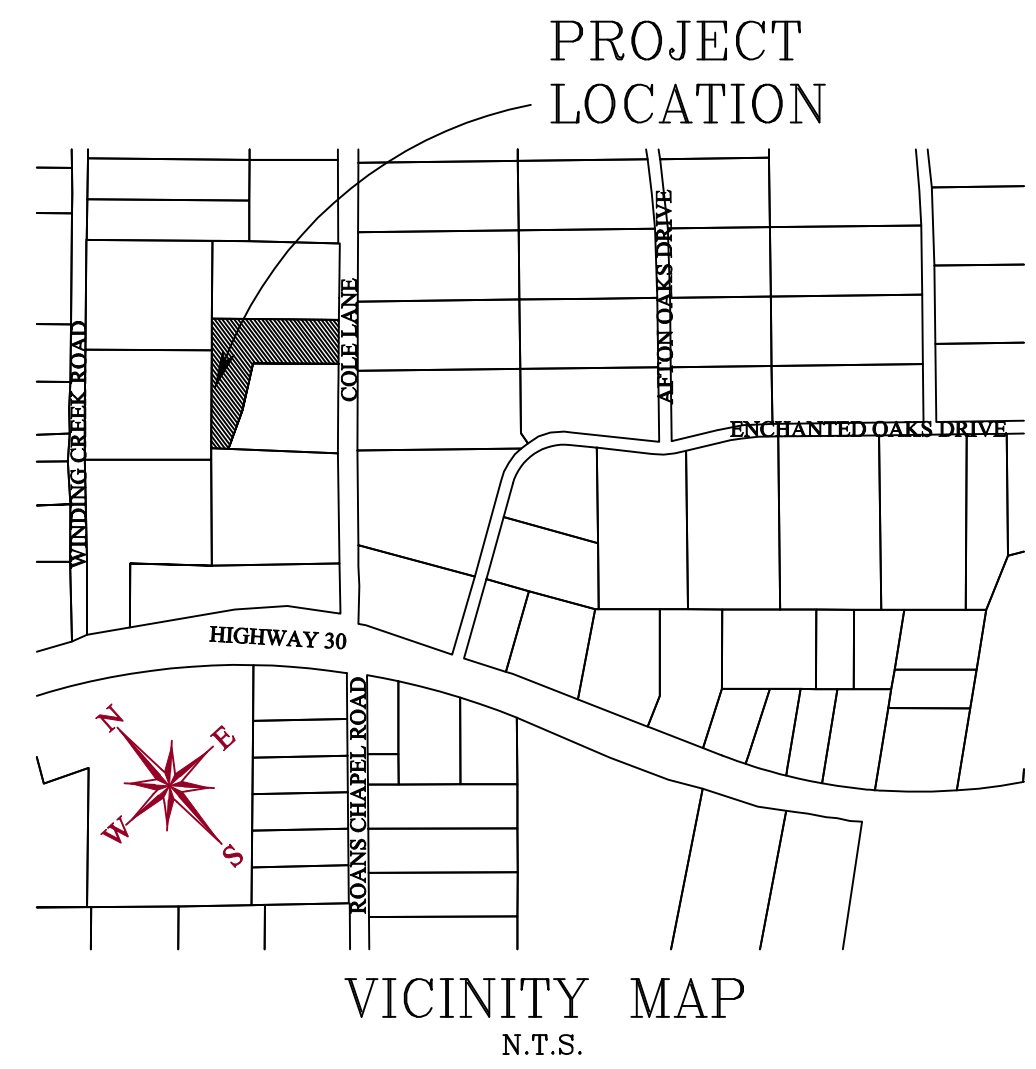 PROJECT
LOCATION
AFTON OAKS DRIVE
COLE LANE
WINDING CREEK ROAD
ENCHANTED OAKS DRIVE
HIGHWAY 30
ROANS CHAPEL ROAD
N
E
W
S
VICINITY MAP
N.T.S.